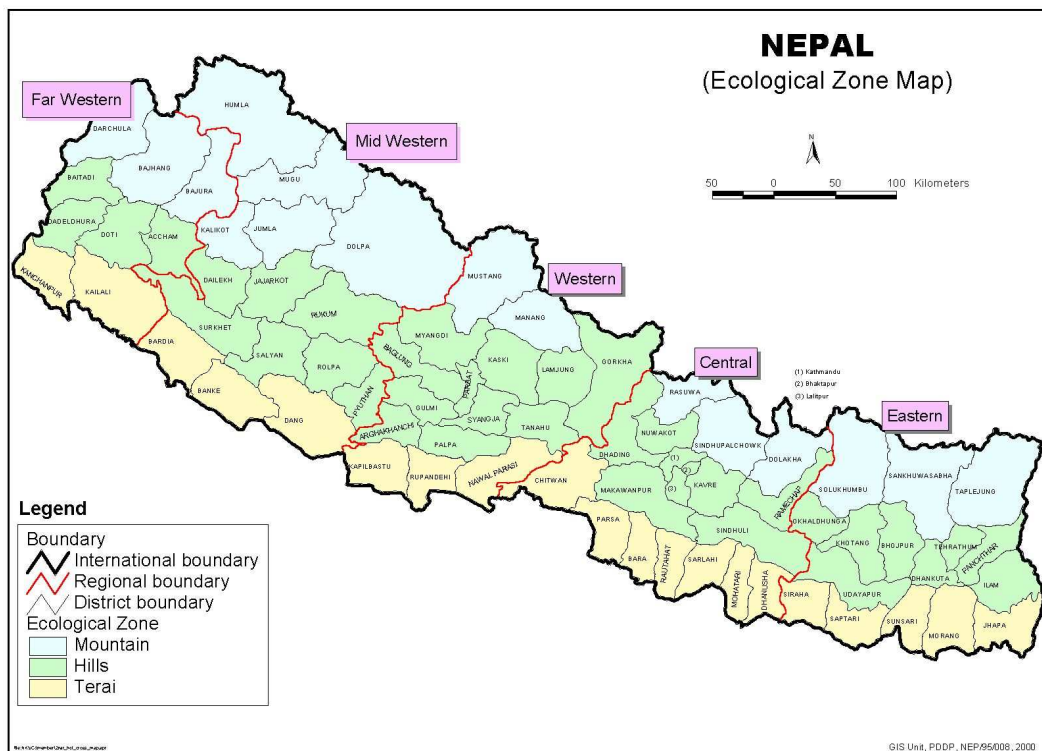 NEPAL
(Ecological Zone Map)
N
50 0 50 100 Kilometers
Far Western
Mid Western
Western
Central
Eastern
(1) Kathmandu
(2) Bhaktapur
(3) Lalitpur
HUMLA
DARCHULA
BAJHANG
BAITADI
BAJURA
MUGU
DADELDHURA
DOTI
ACCHAM
KALIKOT
JUMLA
DOLPA
KANCHANPUR
KAILALI
DAILEKH
JAJARKOT
MUSTANG
MANANG
SURKHET
RUKUM
BARDIA
SALYAN
ROLPA
MYANGDI
BAGLUNG
KASKI
PARBAT
LAMJUNG
GORKHA
BANKE
DANG
PYUTHAN
GULMI
SYANGJA
TANAHU
ARGHAKHANCHI
PALPA
KAPILBASTU
RUPANDEHI
NAWAL PARASI
CHITWAN
RASUWA
NUWAKOT
SINDHUPALCHOWK
DOLAKHA
DHADING
(1)
(2)
(3)
KAVRE
MAKAWANPUR
RAMECHAP
SINDHULI
SOLUKHUMBU
SANKHUWASABHA
TAPLEJUNG
OKHALDHUNGA
KHOTANG
BHOJPUR
TEHRATHUM
PANCHTHAR
DHANKUTA
ILAM
UDAYAPUR
PARSA
BARA
RAUTAHAT
SARLAHI
MOHATARI
DHANUSHA
SIRAHA
SAPTARI
SUNSARI
MORANG
JHAPA
Legend
Boundary
International boundary
Regional boundary
District boundary
Ecological Zone
Mountain
Hills
Terai
GIS Unit, PDDP, NEP/95/008, 2000